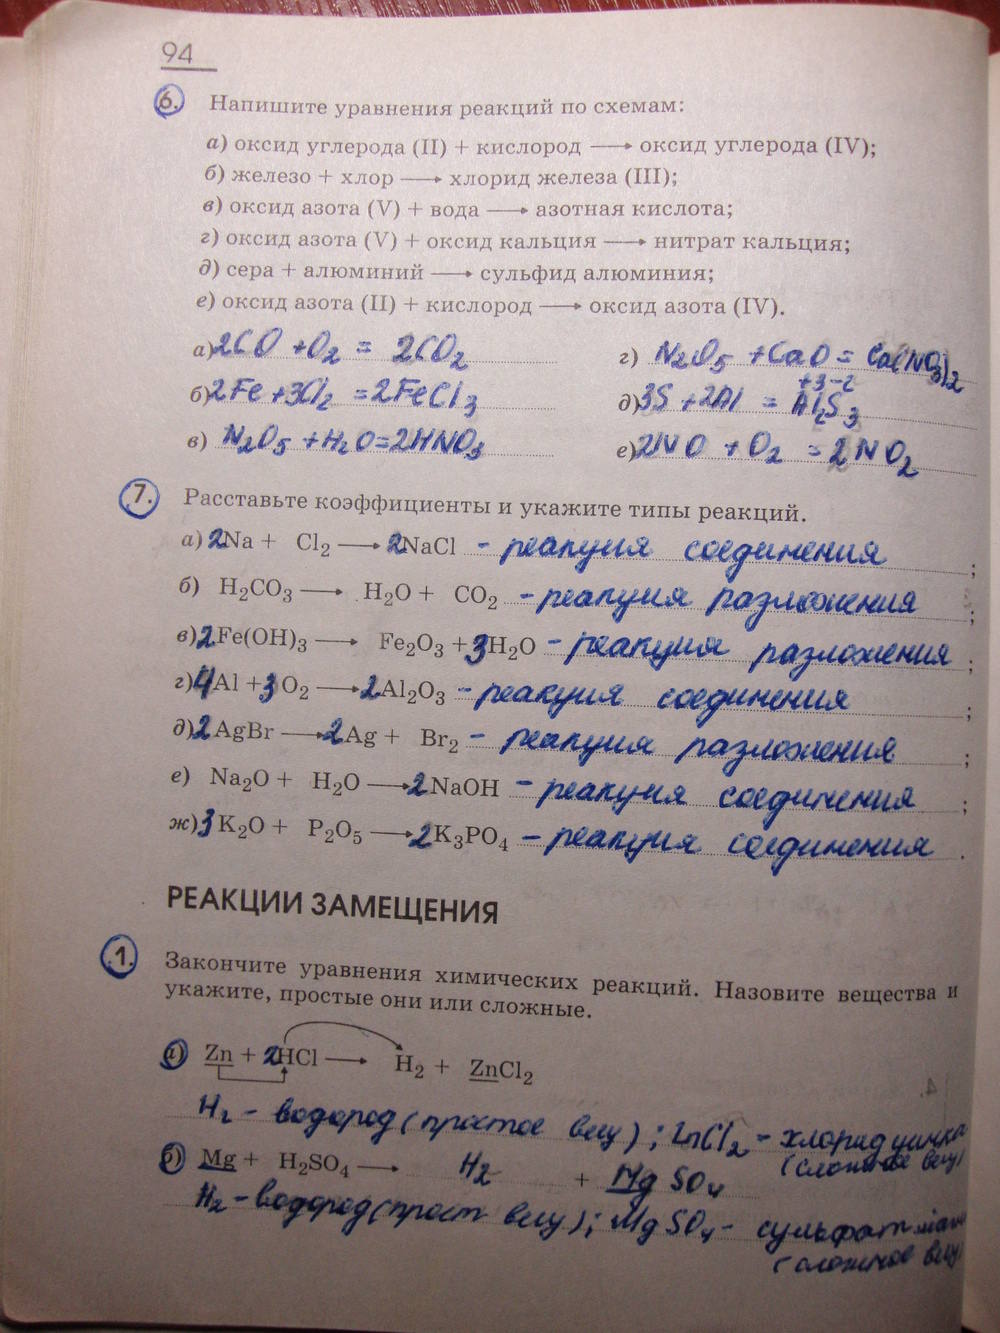 94
6. Напишите уравнения реакций по схемам:
а) оксид углерода (II) + кислород ⟶ оксид углерода (IV);
б) железо + хлор ⟶ хлорид железа (III);
в) оксид азота (V) + вода ⟶ азотная кислота;
г) оксид азота (V) + оксид кальция ⟶ нитрат кальция;
д) сера + алюминий ⟶ сульфид алюминия;
е) оксид азота (II) + кислород ⟶ оксид азота (IV).
а) 2CO + O₂ = 2CO₂ г) N₂O₅ + CaO = Ca(NO₃)₂
+3 -2
б) 2Fe + 3Cl₂ = 2FeCl₃ д) 3S + 2Al = Al₂S₃
в) N₂O₅ + H₂O = 2HNO₃ е) 2NO + O₂ = 2NO₂
7. Расставьте коэффициенты и укажите типы реакций.
а) 2Na + Cl₂ ⟶ 2NaCl - реакция соединения ;
б) H₂CO₃ ⟶ H₂O + CO₂ - реакция разложения ;
в) 2Fe(OH)₃ ⟶ Fe₂O₃ + 3H₂O - реакция разложения ;
г) 4Al + 3O₂ ⟶ 2Al₂O₃ - реакция соединения ;
д) 2AgBr ⟶ 2Ag + Br₂ - реакция разложения ;
е) Na₂O + H₂O ⟶ 2NaOH - реакция соединения ;
ж) 3K₂O + P₂O₅ ⟶ 2K₃PO₄ - реакция соединения .
РЕАКЦИИ ЗАМЕЩЕНИЯ
1. Закончите уравнения химических реакций. Назовите вещества и
укажите, простые они или сложные.
а) Zn + 2HCl ⟶ H₂ + ZnCl₂
H₂ - водород (простое вещ); ZnCl₂ - хлорид цинка
(сложное вещ)
б) Mg + H₂SO₄ ⟶ H₂ + MgSO₄
H₂ - водород (прост вещ); MgSO₄ - сульфат
(сложное вещ)